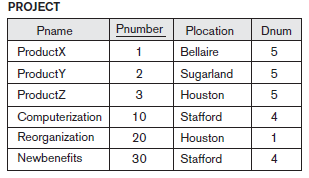 PROJECT
Pname Pnumber Plocation Dnum
ProductX 1 Bellaire 5
ProductY 2 Sugarland 5
ProductZ 3 Houston 5
Computerization 10 Stafford 4
Reorganization 20 Houston 1
Newbenefits 30 Stafford 4